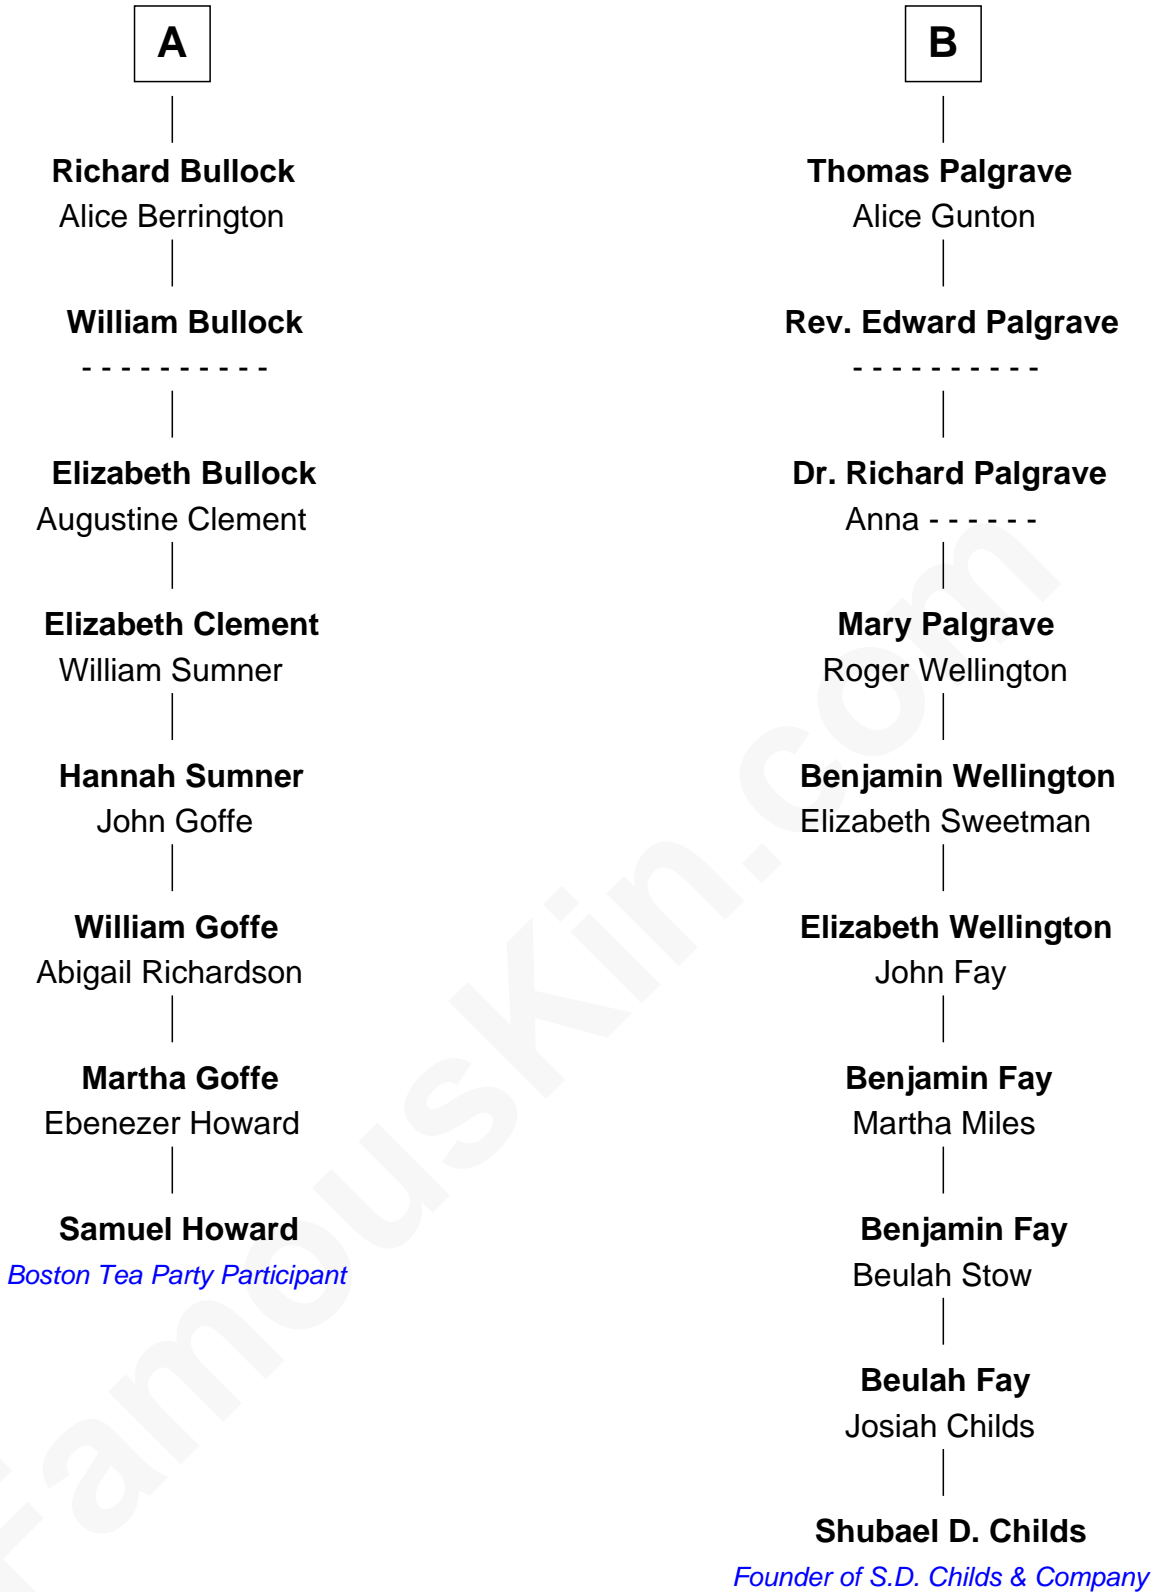 A
Richard Bullock
Alice Berrington
William Bullock
- - - - - - - - - -
Elizabeth Bullock
Augustine Clement
Elizabeth Clement
William Sumner
Hannah Sumner
John Goffe
William Goffe
Abigail Richardson
Martha Goffe
Ebenezer Howard
Samuel Howard
Boston Tea Party Participant
B
Thomas Palgrave
Alice Gunton
Rev. Edward Palgrave
- - - - - - - - - -
Dr. Richard Palgrave
Anna - - - - - -
Mary Palgrave
Roger Wellington
Benjamin Wellington
Elizabeth Sweetman
Elizabeth Wellington
John Fay
Benjamin Fay
Martha Miles
Benjamin Fay
Beulah Stow
Beulah Fay
Josiah Childs
Shubael D. Childs
Founder of S.D. Childs & Company
FamousKin.com